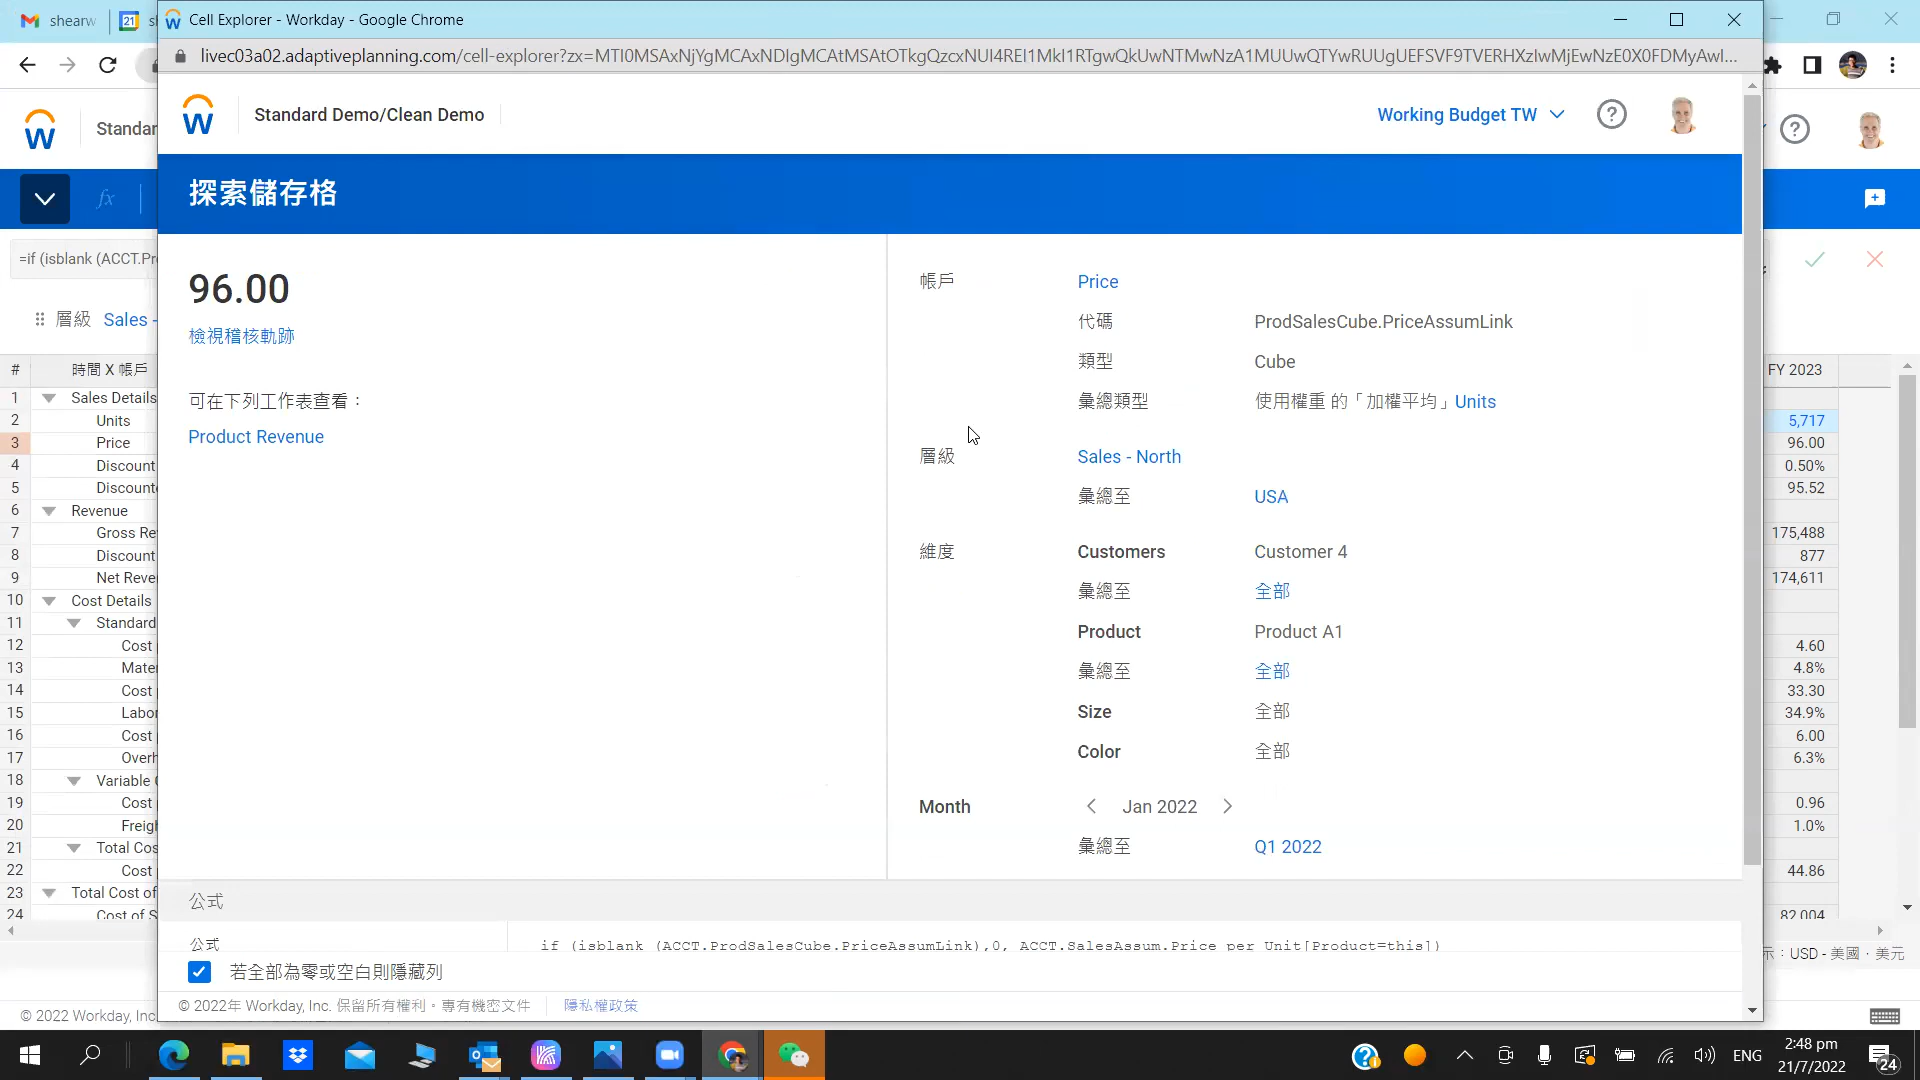 shearw
21
Cell Explorer - Workday - Google Chrome
Standard Demo/Clean Demo
Working Budget TW
探索儲存格
96.00
檢視稽核軌跡
可在下列工作表查看：
Product Revenue
帳戶
Price
代碼
ProdSalesCube.PriceAssumLink
類型
Cube
彙總類型
使用權重 的「加權平均」Units
層級
Sales - North
彙總至
USA
維度
Customers
Customer 4
彙總至
全部
Product
Product A1
彙總至
全部
Size
全部
Color
全部
Month
Jan 2022
彙總至
Q1 2022
公式
公式
if (isblank (ACCT.ProdSalesCube.PriceAssumLink),0, ACCT.SalesAssum.Price per Unit[Product=this])
若全部為零或空白則隱藏列
© 2022年 Workday, Inc. 保留所有權利。專有機密文件
隱私權政策
Standar
fx
=if (isblank (ACCT.Pro
層級 Sales -
# 時間 X 帳戶 FY 2023
1 Sales Details
2 Units 5,717
3 Price 96.00
4 Discount 0.50%
5 Discount 95.52
6 Revenue
7 Gross Re 175,488
8 Discount 877
9 Net Reve 174,611
10 Cost Details
11 Standard
12 Cost 4.60
13 Mate 4.8%
14 Cost 33.30
15 Labo 34.9%
16 Cost 6.00
17 Overh 6.3%
18 Variable
19 Cost 0.96
20 Freig 1.0%
21 Total Cos
22 Cost 44.86
23 Total Cost of
24 Cost of S 82,004
示：USD - 美國 · 美元
© 2022 Workday, Inc.
ENG
2:48 pm
21/7/2022
24